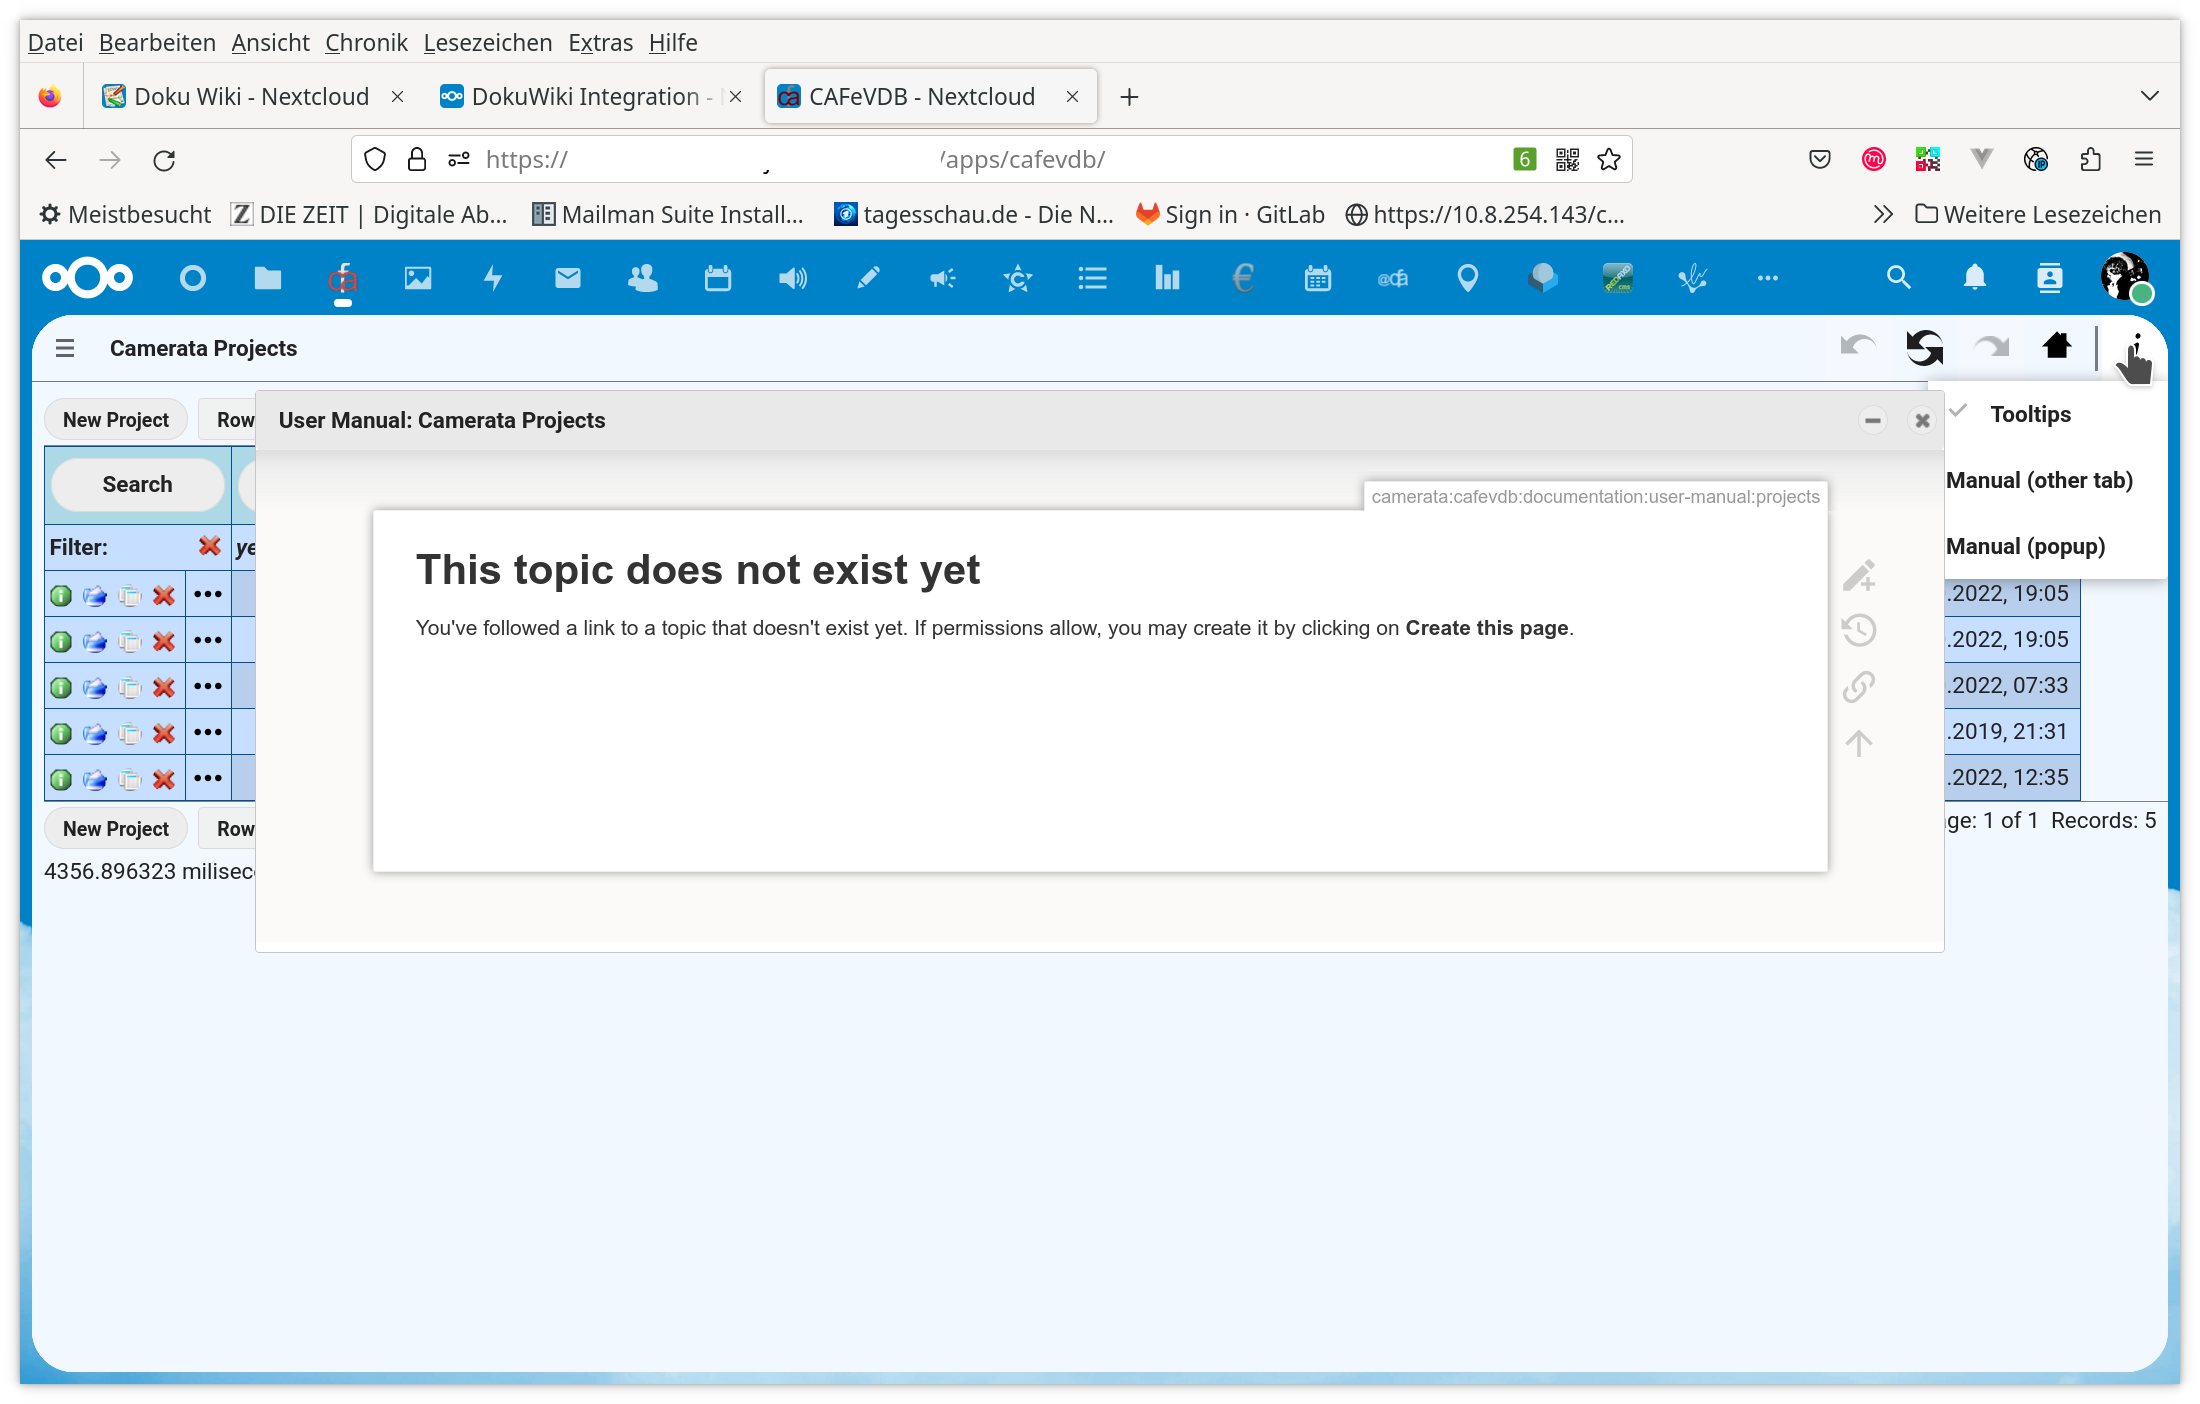 Datei Bearbeiten Ansicht Chronik Lesezeichen Extras Hilfe
Doku Wiki - Nextcloud
DokuWiki Integration -
CAFeVDB - Nextcloud
https://
/apps/cafevdb/
6
Meistbesucht
DIE ZEIT | Digitale Ab...
Mailman Suite Install...
tagesschau.de - Die N...
Sign in · GitLab
https://10.8.254.143/c...
Weitere Lesezeichen
Camerata Projects
New Project
Row
User Manual: Camerata Projects
Tooltips
Manual (other tab)
Manual (popup)
Search
camerata:cafevdb:documentation:user-manual:projects
Filter:
ye
This topic does not exist yet
You've followed a link to a topic that doesn't exist yet. If permissions allow, you may create it by clicking on Create this page.
.2022, 19:05
.2022, 19:05
.2022, 07:33
.2019, 21:31
.2022, 12:35
New Project
Row
ge: 1 of 1 Records: 5
4356.896323 milisec